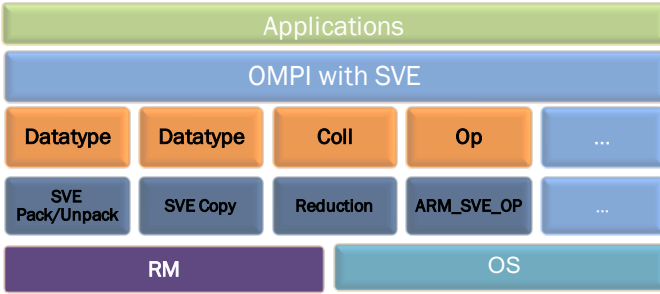 Applications
OMPI with SVE
Datatype
Datatype
Coll
Op
...
SVE
Pack/Unpack
SVE Copy
Reduction
ARM_SVE_OP
...
RM
OS